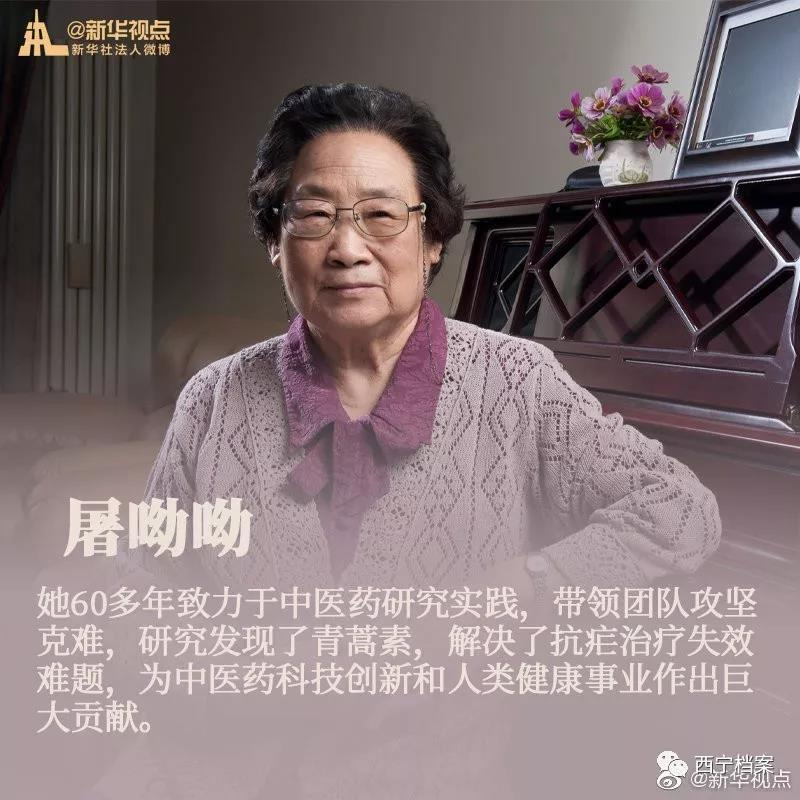 @新华视点
新华社法人微博
屠呦呦
她60多年致力于中医药研究实践，带领团队攻坚
克难，研究发现了青蒿素，解决了抗疟治疗失效
难题，为中医药科技创新和人类健康事业作出巨
大贡献。
西宁档案
@新华视点